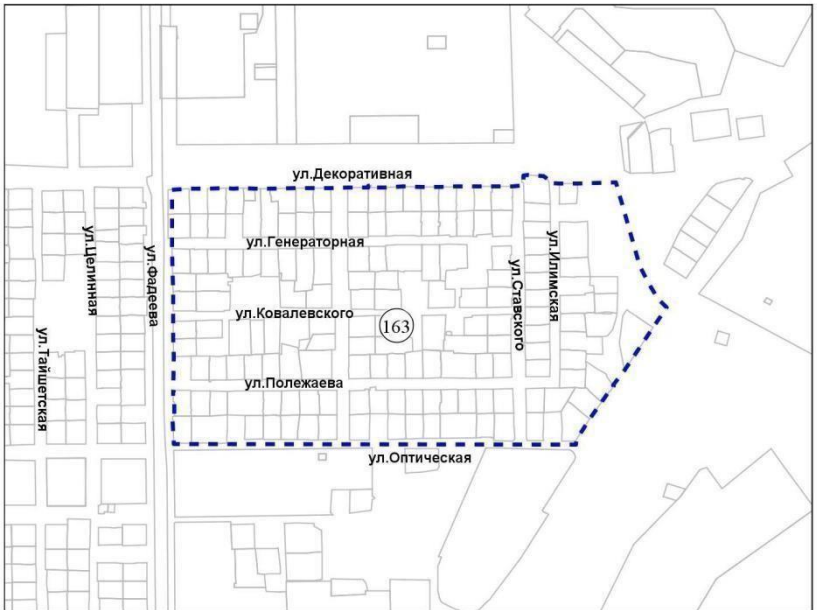 ул.Декоративная
ул.Генераторная
ул.Целинная
ул.Фадеева
ул.Ставского
ул.Илимская
ул.Ковалевского
163
ул.Тайшетская
ул.Полежаева
ул.Оптическая